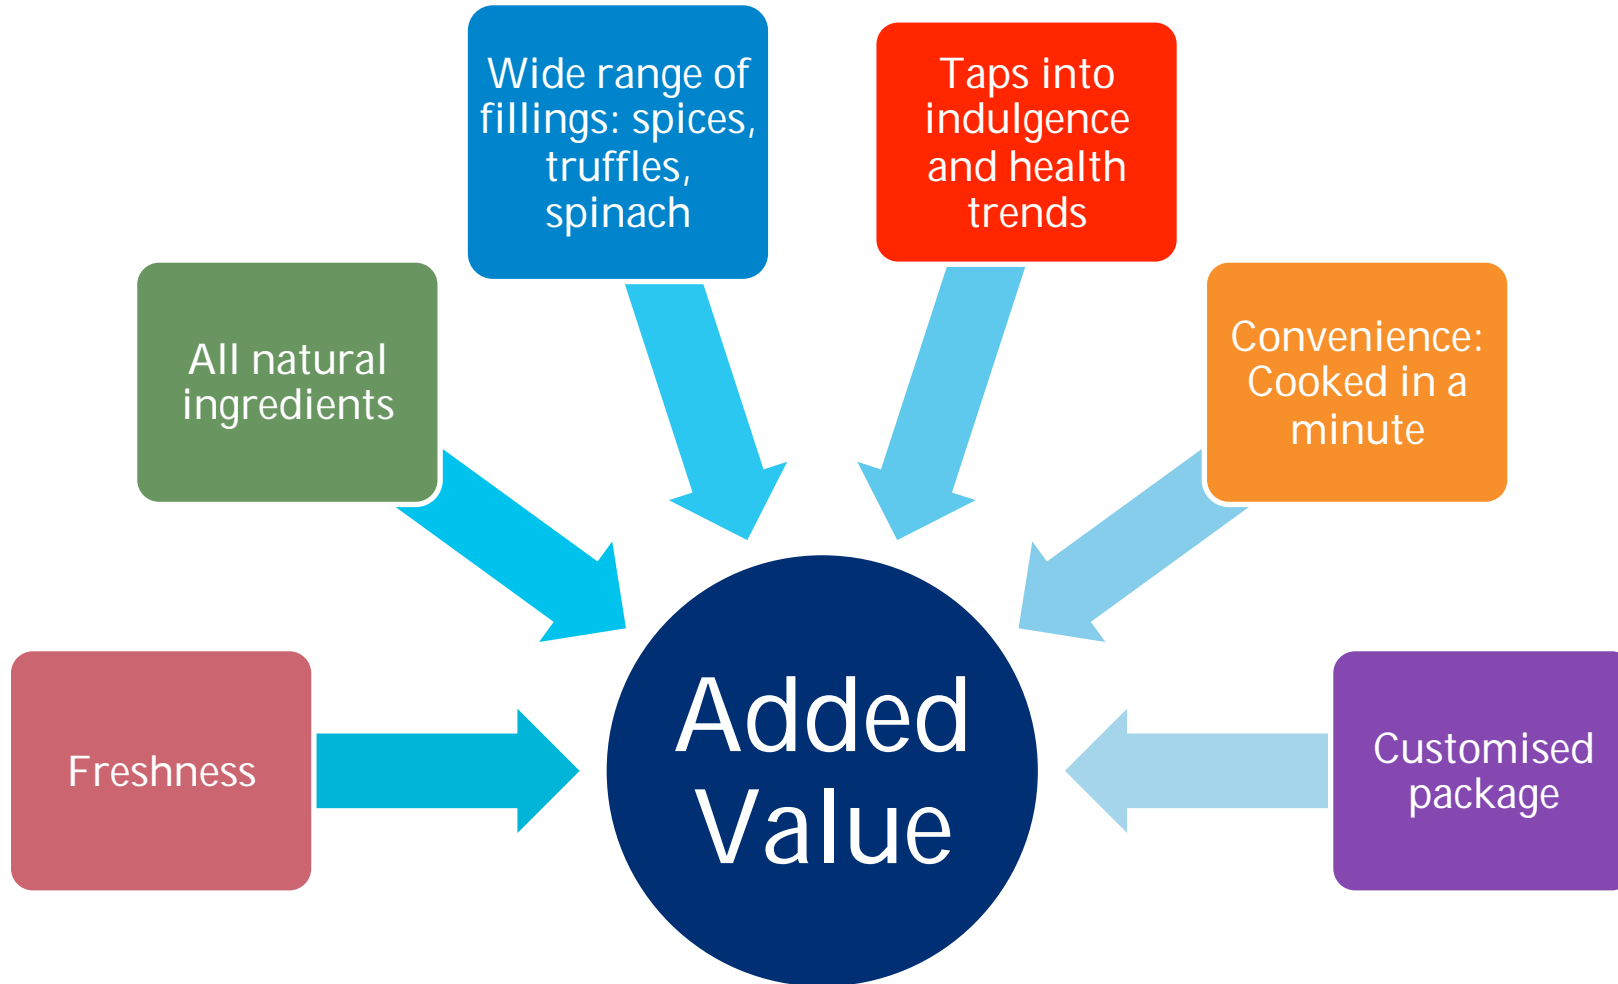 Wide range of
fillings: spices,
truffles,
spinach
Taps into
indulgence
and health
trends
All natural
ingredients
Convenience:
Cooked in a
minute
Freshness
Added
Value
Customised
package